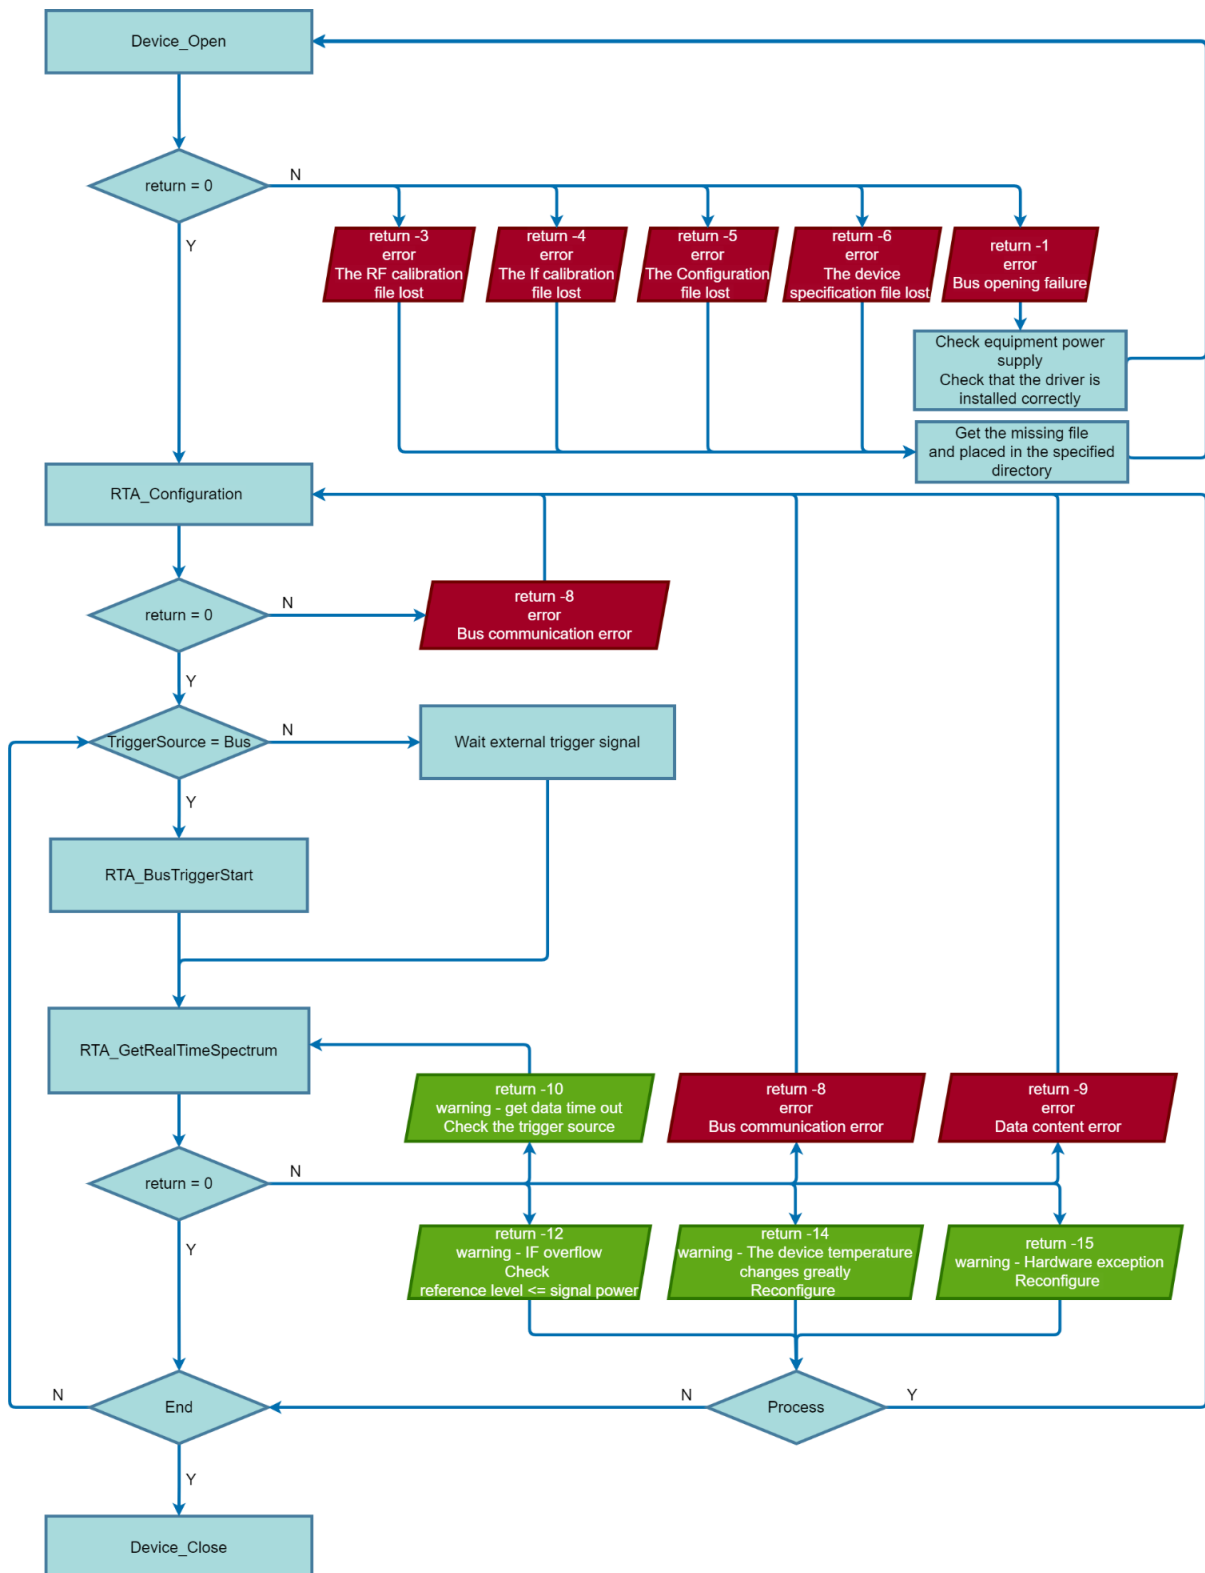 Device_Open
return = 0
N
Y
return -3
error
The RF calibration
file lost
return -4
error
The If calibration
file lost
return -5
error
The Configuration
file lost
return -6
error
The device
specification file lost
return -1
error
Bus opening failure
Check equipment power
supply
Check that the driver is
installed correctly
Get the missing file
and placed in the specified
directory
RTA_Configuration
return = 0
N
Y
return -8
error
Bus communication error
TriggerSource = Bus
N
Y
Wait external trigger signal
RTA_BusTriggerStart
RTA_GetRealTimeSpectrum
return -10
warning - get data time out
Check the trigger source
return -8
error
Bus communication error
return -9
error
Data content error
return = 0
N
Y
return -12
warning - IF overflow
Check
reference level <= signal power
return -14
warning - The device temperature
changes greatly
Reconfigure
return -15
warning - Hardware exception
Reconfigure
N
End
N
Process
Y
Y
Device_Close